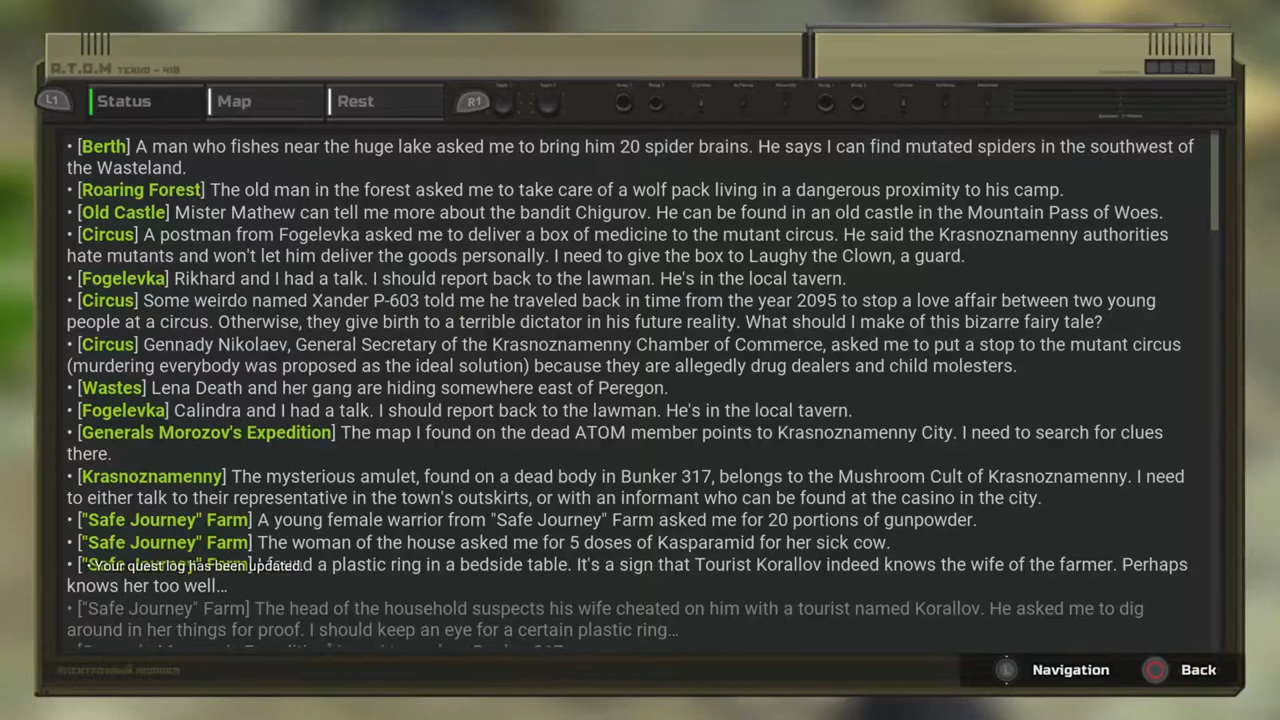 A.T.O.M ТЕКНО - 41В
L1
Status
Map
Rest
R1
• [Berth] A man who fishes near the huge lake asked me to bring him 20 spider brains. He says I can find mutated spiders in the southwest of
the Wasteland.
• [Roaring Forest] The old man in the forest asked me to take care of a wolf pack living in a dangerous proximity to his camp.
• [Old Castle] Mister Mathew can tell me more about the bandit Chigurov. He can be found in an old castle in the Mountain Pass of Woes.
• [Circus] A postman from Fogelevka asked me to deliver a box of medicine to the mutant circus. He said the Krasnoznamenny authorities
hate mutants and won't let him deliver the goods personally. I need to give the box to Laughy the Clown, a guard.
• [Fogelevka] Rikhard and I had a talk. I should report back to the lawman. He's in the local tavern.
• [Circus] Some weirdo named Xander P-603 told me he traveled back in time from the year 2095 to stop a love affair between two young
people at a circus. Otherwise, they give birth to a terrible dictator in his future reality. What should I make of this bizarre fairy tale?
• [Circus] Gennady Nikolaev, General Secretary of the Krasnoznamenny Chamber of Commerce, asked me to put a stop to the mutant circus
(murdering everybody was proposed as the ideal solution) because they are allegedly drug dealers and child molesters.
• [Wastes] Lena Death and her gang are hiding somewhere east of Peregon.
• [Fogelevka] Calindra and I had a talk. I should report back to the lawman. He's in the local tavern.
• [Generals Morozov's Expedition] The map I found on the dead ATOM member points to Krasnoznamenny City. I need to search for clues
there.
• [Krasnoznamenny] The mysterious amulet, found on a dead body in Bunker 317, belongs to the Mushroom Cult of Krasnoznamenny. I need
to either talk to their representative in the town's outskirts, or with an informant who can be found at the casino in the city.
• ["Safe Journey" Farm] A young female warrior from "Safe Journey" Farm asked me for 20 portions of gunpowder.
• ["Safe Journey" Farm] The woman of the house asked me for 5 doses of Kasparamid for her sick cow.
• ["Safe Journey" Farm] I found a plastic ring in a bedside table. It's a sign that Tourist Korallov indeed knows the wife of the farmer. Perhaps
• Your quest log has been updated.
knows her too well…
• ["Safe Journey" Farm] The head of the household suspects his wife cheated on him with a tourist named Korallov. He asked me to dig
around in her things for proof. I should keep an eye for a certain plastic ring…
L
Navigation
Back